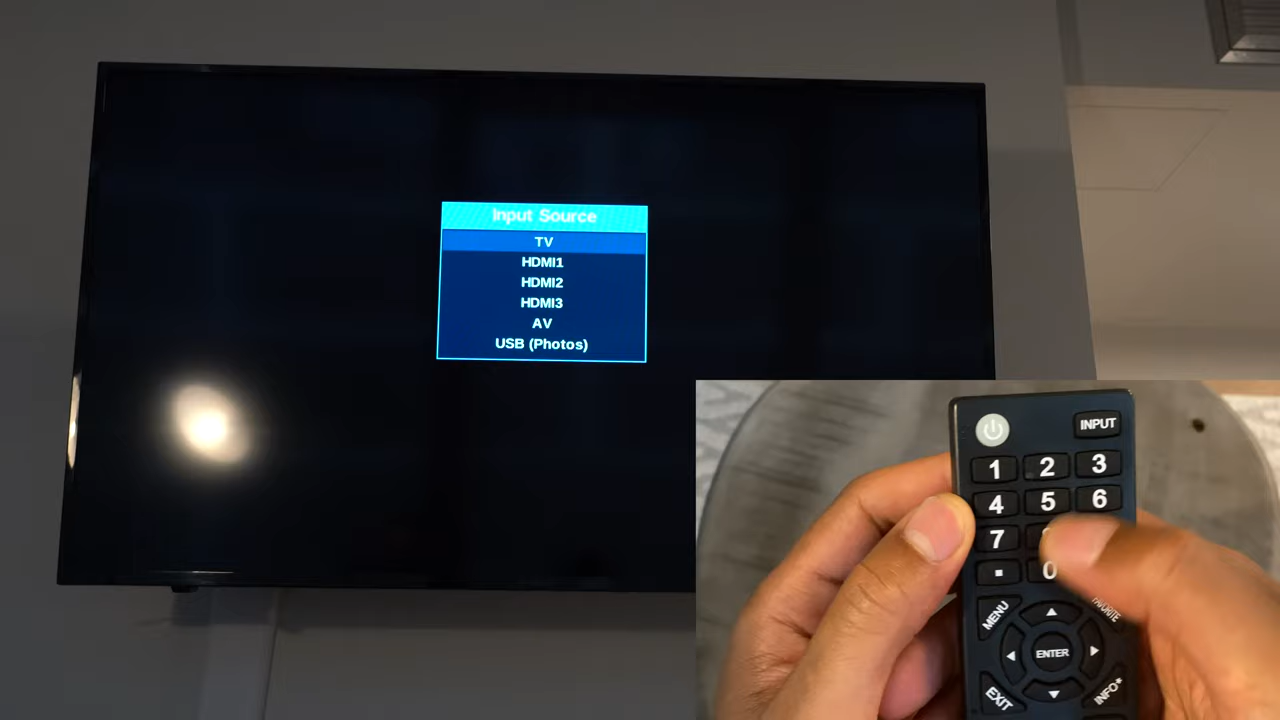 Input Source
TV
HDMI1
HDMI2
HDMI3
AV
USB (Photos)
INPUT
1 2 3
4 5 6
7
. 0
MENU FAVORITE
ENTER
EXIT INFO*